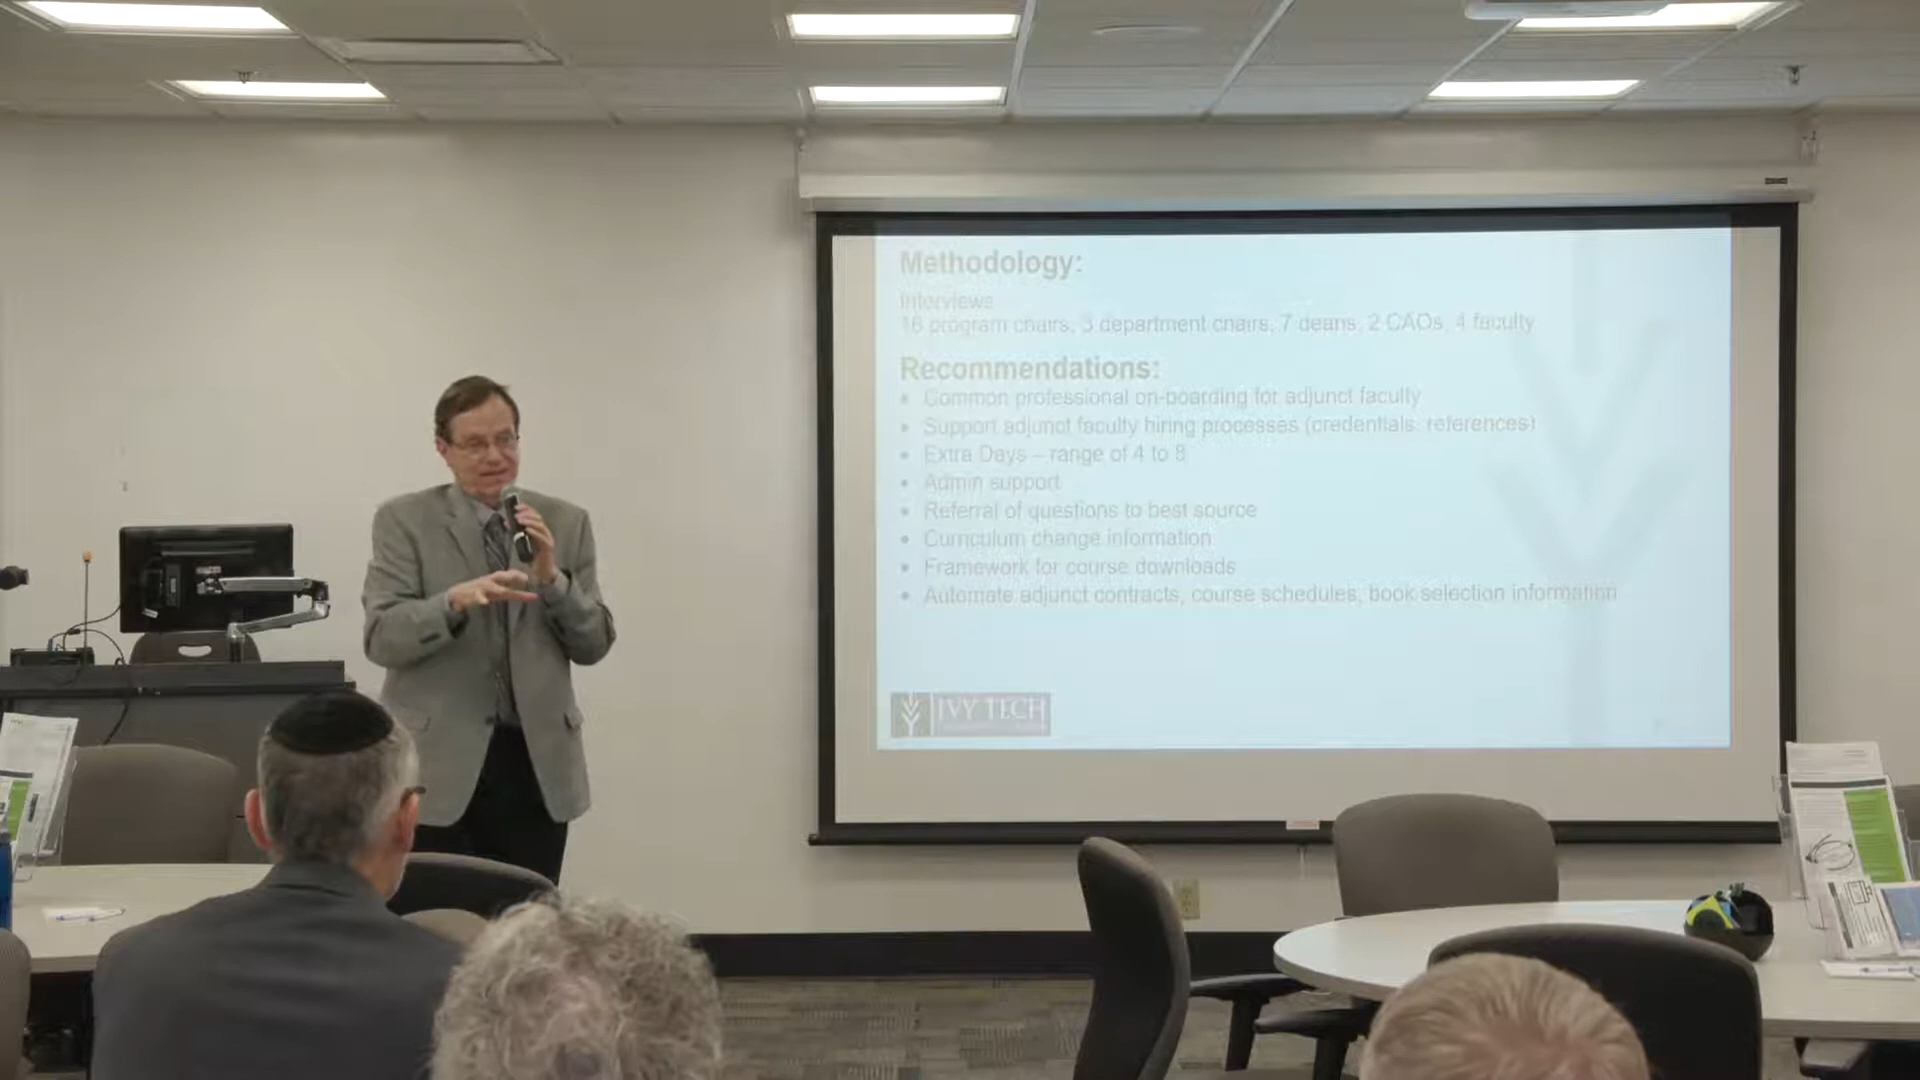 Methodology:
Interviews
16 program chairs, 3 department chairs, 7 deans, 2 CAOs, 4 faculty
Recommendations:
• Common professional on-boarding for adjunct faculty
• Support adjunct faculty hiring processes (credentials, references)
• Extra Days – range of 4 to 8
• Admin support
• Referral of questions to best source
• Curriculum change information
• Framework for course downloads
• Automate adjunct contracts, course schedules, book selection information
IVY TECH